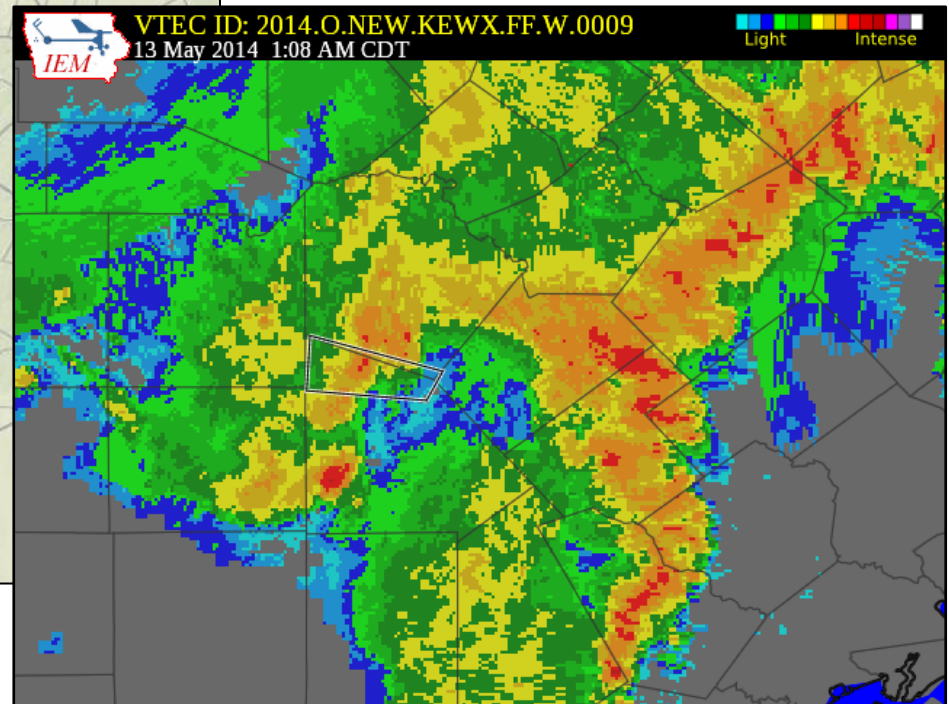 VTEC ID: 2014.O.NEW.KEWX.FF.W.0009
13 May 2014 1:08 AM CDT
IEM
Light
Intense